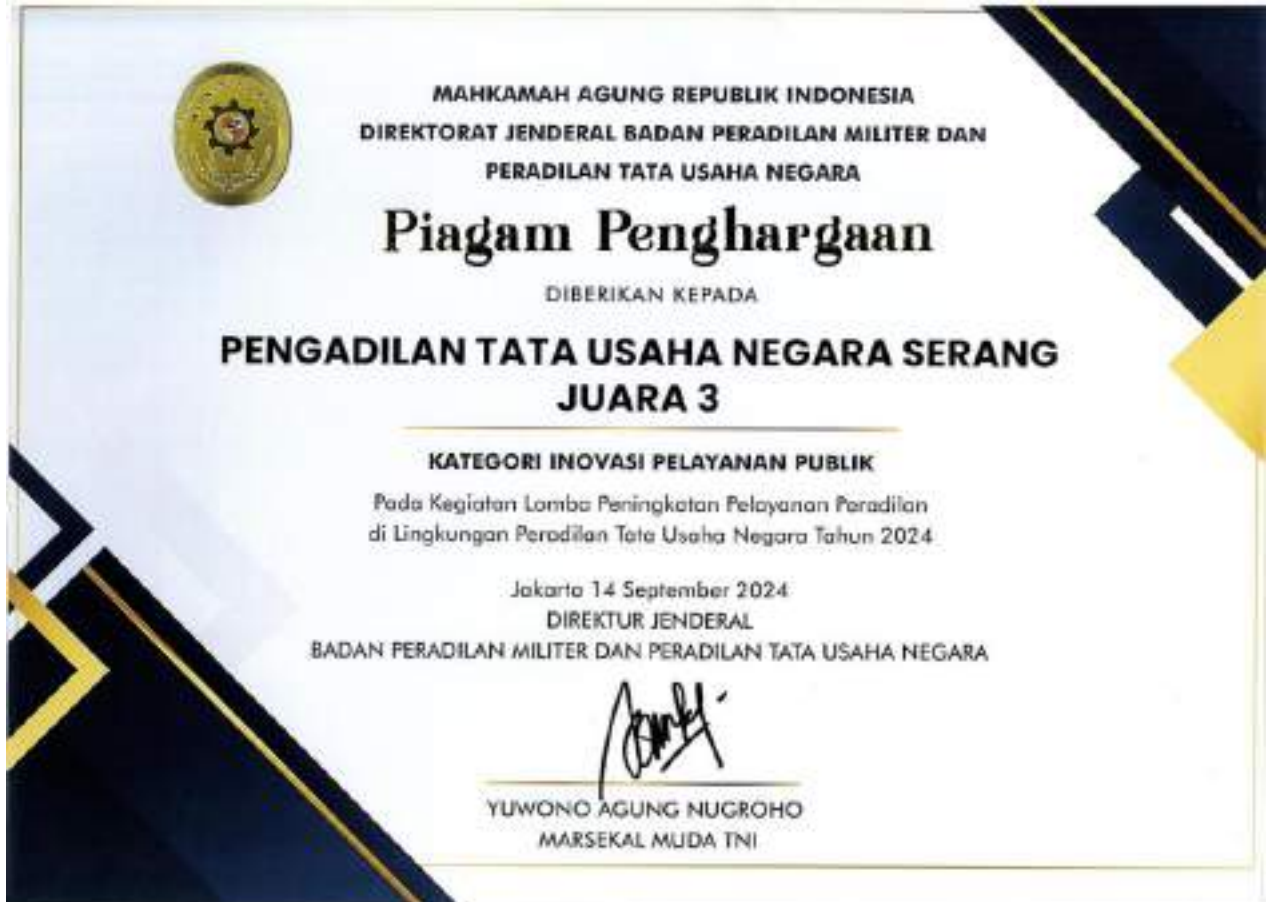 MAHKAMAH AGUNG REPUBLIK INDONESIA
DIREKTORAT JENDERAL BADAN PERADILAN MILITER DAN
PERADILAN TATA USAHA NEGARA
Piagam Penghargaan
DIBERIKAN KEPADA
PENGADILAN TATA USAHA NEGARA SERANG
JUARA 3
KATEGORI INOVASI PELAYANAN PUBLIK
Pada Kegiatan Lomba Peningkatan Pelayanan Peradilan
di Lingkungan Peradilan Tata Usaha Negara Tahun 2024
Jakarta 14 September 2024
DIREKTUR JENDERAL
BADAN PERADILAN MILITER DAN PERADILAN TATA USAHA NEGARA
YUWONO AGUNG NUGROHO
MARSEKAL MUDA TNI